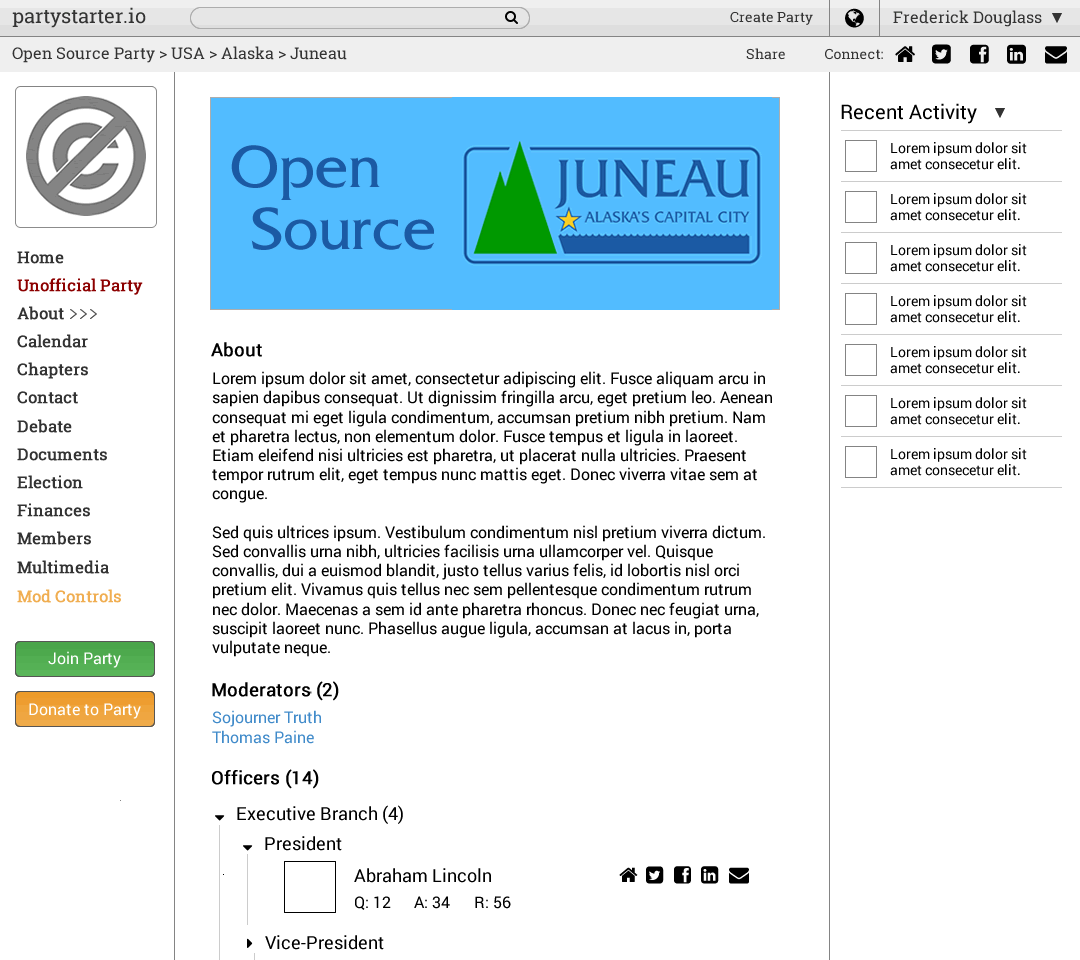 partystarter.io
Create Party
Frederick Douglass ▼
Open Source Party > USA > Alaska > Juneau
Share
Connect:
Home
Unofficial Party
About >>>
Calendar
Chapters
Contact
Debate
Documents
Election
Finances
Members
Multimedia
Mod Controls
Join Party
Donate to Party
Open
Source
JUNEAU
ALASKA'S CAPITAL CITY
About
Lorem ipsum dolor sit amet, consectetur adipiscing elit. Fusce aliquam arcu in
sapien dapibus consequat. Ut dignissim fringilla arcu, eget pretium leo. Aenean
consequat mi eget ligula condimentum, accumsan pretium nibh pretium. Nam
et pharetra lectus, non elementum dolor. Fusce tempus et ligula in laoreet.
Etiam eleifend nisi ultricies est pharetra, ut placerat nulla ultricies. Praesent
tempor rutrum elit, eget tempus nunc mattis eget. Donec viverra vitae sem at
congue.
Sed quis ultrices ipsum. Vestibulum condimentum nisl pretium viverra dictum.
Sed convallis urna nibh, ultricies facilisis urna ullamcorper vel. Quisque
convallis, dui a euismod blandit, justo tellus varius felis, id lobortis nisl orci
pretium elit. Vivamus quis tellus nec sem pellentesque condimentum rutrum
nec dolor. Maecenas a sem id ante pharetra rhoncus. Donec nec feugiat urna,
suscipit laoreet nunc. Phasellus augue ligula, accumsan at lacus in, porta
vulputate neque.
Moderators (2)
Sojourner Truth
Thomas Paine
Officers (14)
Executive Branch (4)
President
Abraham Lincoln
Q: 12 A: 34 R: 56
Vice-President
Recent Activity ▼
Lorem ipsum dolor sit
amet consecetur elit.
Lorem ipsum dolor sit
amet consecetur elit.
Lorem ipsum dolor sit
amet consecetur elit.
Lorem ipsum dolor sit
amet consecetur elit.
Lorem ipsum dolor sit
amet consecetur elit.
Lorem ipsum dolor sit
amet consecetur elit.
Lorem ipsum dolor sit
amet consecetur elit.